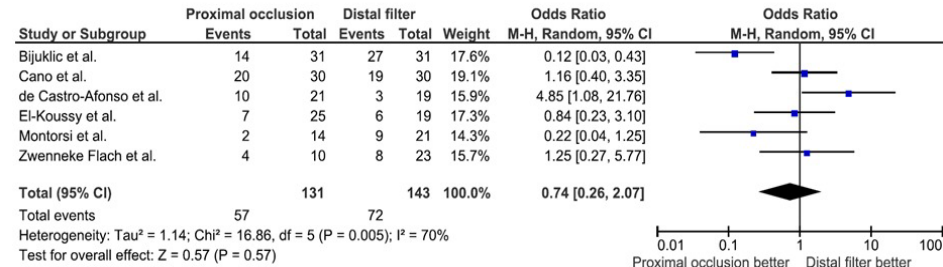 Proximal occlusion Distal filter Odds Ratio Odds Ratio
Study or Subgroup Events Total Events Total Weight M-H, Random, 95% CI M-H, Random, 95% CI
Bijuklic et al. 14 31 27 31 17.6% 0.12 [0.03, 0.43]
Cano et al. 20 30 19 30 19.1% 1.16 [0.40, 3.35]
de Castro-Afonso et al. 10 21 3 19 15.9% 4.85 [1.08, 21.76]
El-Koussy et al. 7 25 6 19 17.3% 0.84 [0.23, 3.10]
Montorsi et al. 2 14 9 21 14.3% 0.22 [0.04, 1.25]
Zwenneke Flach et al. 4 10 8 23 15.7% 1.25 [0.27, 5.77]
Total (95% CI) 131 143 100.0% 0.74 [0.26, 2.07]
Total events 57 72
Heterogeneity: Tau² = 1.14; Chi² = 16.86, df = 5 (P = 0.005); I² = 70%
Test for overall effect: Z = 0.57 (P = 0.57)
0.01 0.1 1 10 100
Proximal occlusion better Distal filter better